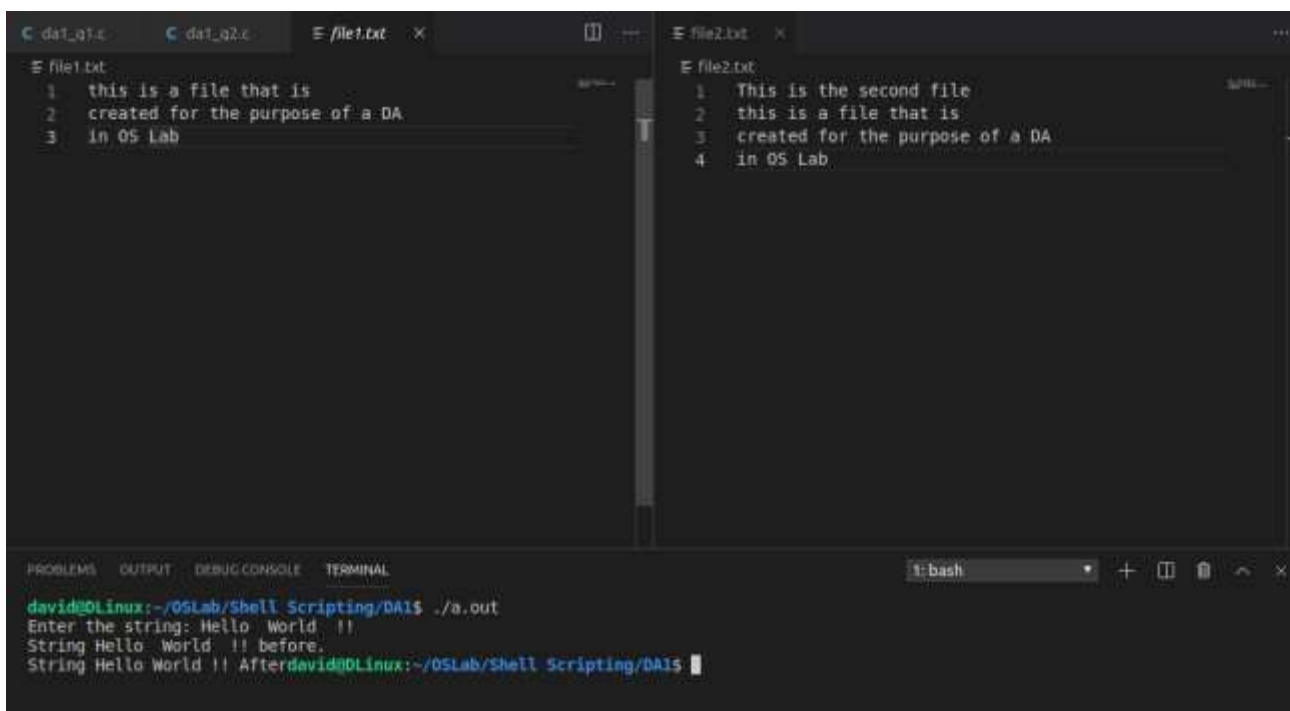 C da1_q1.c C da1_q2.c file1.txt ×
file1.txt
1 this is a file that is
2 created for the purpose of a DA
3 in OS Lab
file2.txt ×
file2.txt
1 This is the second file
2 this is a file that is
3 created for the purpose of a DA
4 in OS Lab
PROBLEMS OUTPUT DEBUG CONSOLE TERMINAL 1: bash
david@DLinux:~/OSLab/Shell Scripting/DA1$ ./a.out
Enter the string: Hello  World  !!
String Hello  World  !! before.
String Hello World !! Afterdavid@DLinux:~/OSLab/Shell Scripting/DA1$